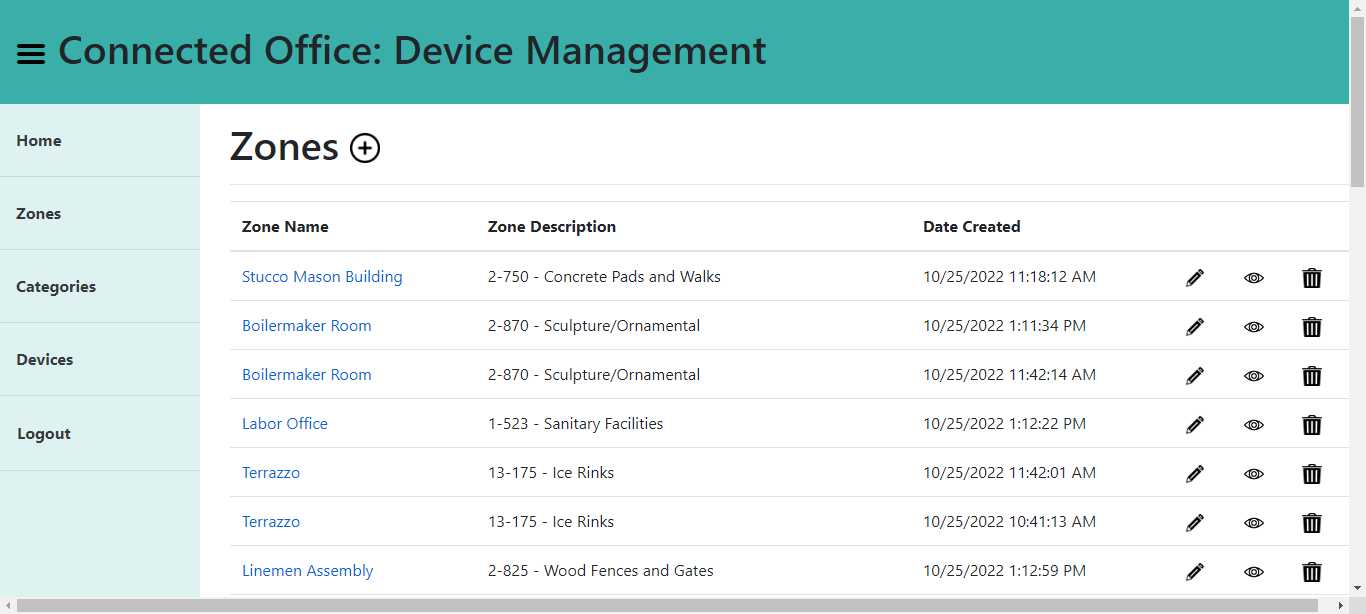 Connected Office: Device Management
Home
Zones
Categories
Devices
Logout
Zones
Zone Name Zone Description Date Created
Stucco Mason Building 2-750 - Concrete Pads and Walks 10/25/2022 11:18:12 AM
Boilermaker Room 2-870 - Sculpture/Ornamental 10/25/2022 1:11:34 PM
Boilermaker Room 2-870 - Sculpture/Ornamental 10/25/2022 11:42:14 AM
Labor Office 1-523 - Sanitary Facilities 10/25/2022 1:12:22 PM
Terrazzo 13-175 - Ice Rinks 10/25/2022 11:42:01 AM
Terrazzo 13-175 - Ice Rinks 10/25/2022 10:41:13 AM
Linemen Assembly 2-825 - Wood Fences and Gates 10/25/2022 1:12:59 PM